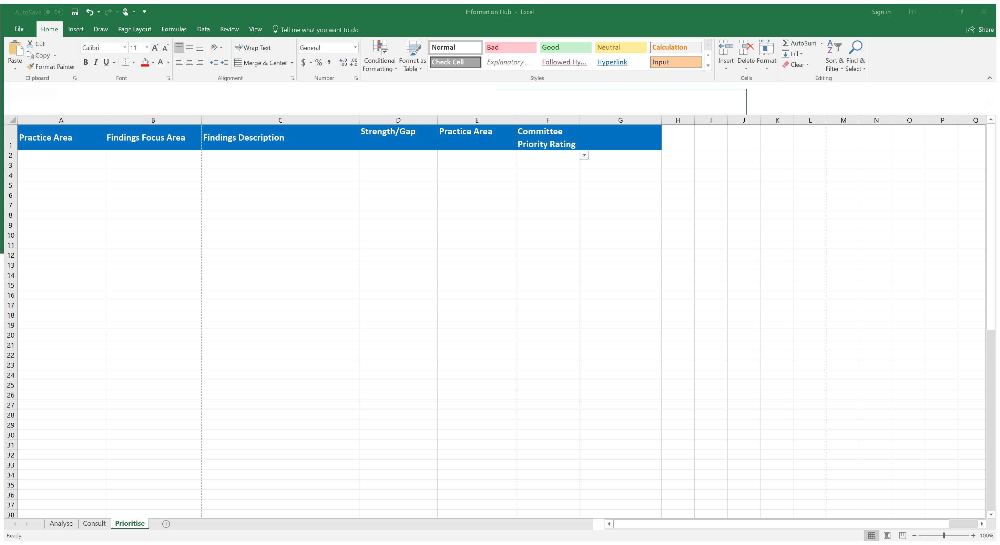 AutoSave Off
Information Hub - Excel
Sign in
File Home Insert Draw Page Layout Formulas Data Review View Tell me what you want to do
Share
Paste
Cut
Copy
Format Painter
Clipboard
Calibri 11
B I U
Font
Wrap Text
Merge & Center
Alignment
General
$ % , .0 .00 .00 .0
Number
Conditional Formatting
Format as Table
Normal Bad Good Neutral Calculation
Check Cell Explanatory ... Followed Hy... Hyperlink Input
Styles
Insert Delete Format
Cells
AutoSum
Fill
Clear
Sort & Filter
Find & Select
Editing
A B C D E F G H I J K L M N O P Q
1 Practice Area Findings Focus Area Findings Description Strength/Gap Practice Area Committee Priority Rating
2
3
4
5
6
7
8
9
10
11
12
13
14
15
16
17
18
19
20
21
22
23
24
25
26
27
28
29
30
31
32
33
34
35
36
37
38
Analyse Consult Prioritise
Ready
100%